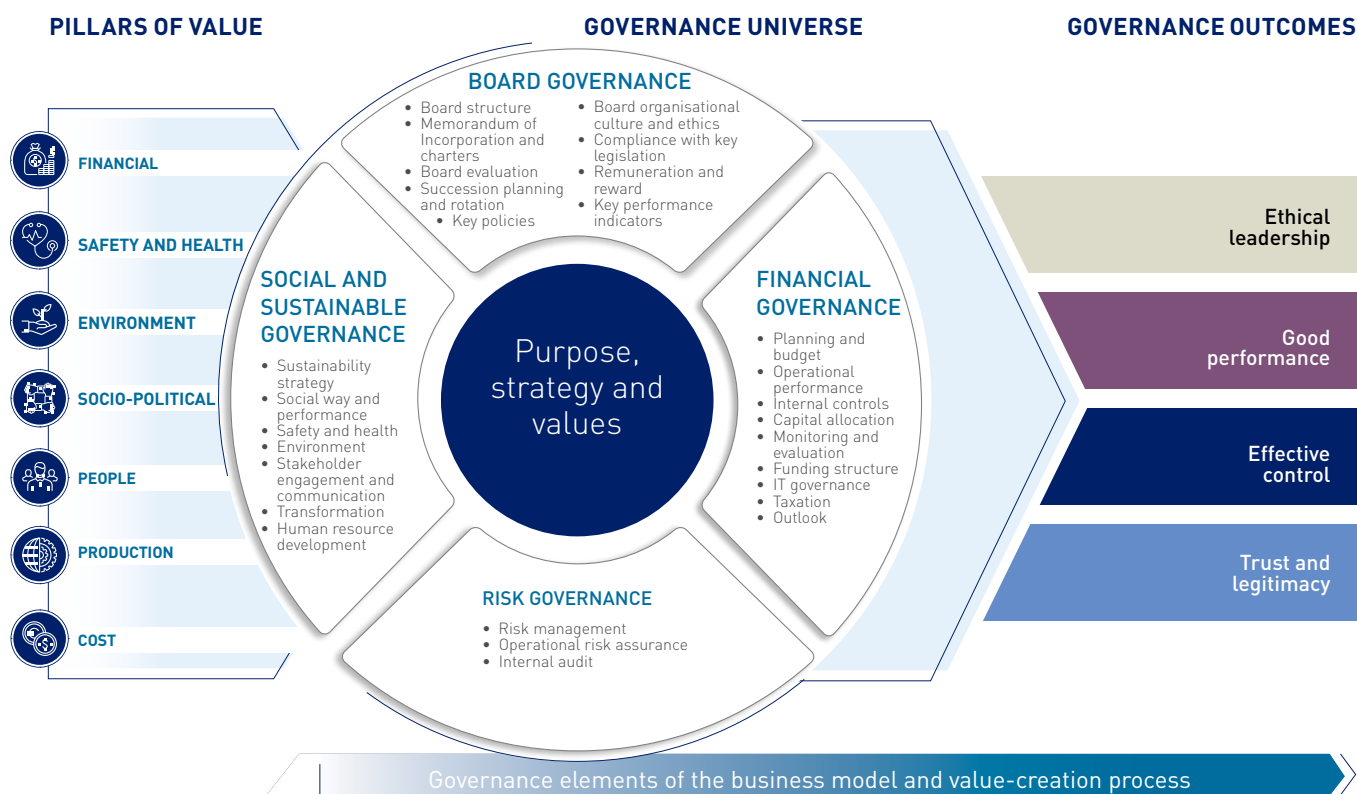 PILLARS OF VALUE
GOVERNANCE UNIVERSE
GOVERNANCE OUTCOMES
FINANCIAL
SAFETY AND HEALTH
ENVIRONMENT
SOCIO-POLITICAL
PEOPLE
PRODUCTION
COST
BOARD GOVERNANCE
• Board structure
• Memorandum of
Incorporation and
charters
• Board evaluation
• Succession planning
and rotation
• Key policies
• Board organisational
culture and ethics
• Compliance with key
legislation
• Remuneration and
reward
• Key performance
indicators
SOCIAL AND
SUSTAINABLE
GOVERNANCE
• Sustainability
strategy
• Social way and
performance
• Safety and health
• Environment
• Stakeholder
engagement and
communication
• Transformation
• Human resource
development
Purpose,
strategy and
values
FINANCIAL
GOVERNANCE
• Planning and
budget
• Operational
performance
• Internal controls
• Capital allocation
• Monitoring and
evaluation
• Funding structure
• IT governance
• Taxation
• Outlook
RISK GOVERNANCE
• Risk management
• Operational risk assurance
• Internal audit
Ethical
leadership
Good
performance
Effective
control
Trust and
legitimacy
Governance elements of the business model and value-creation process